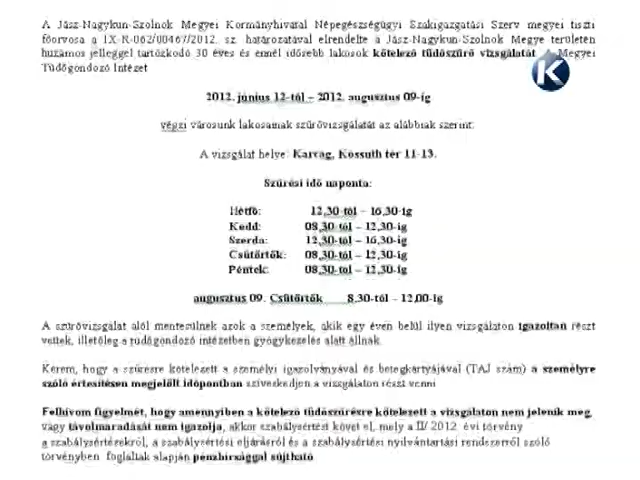 A Jász-Nagykun-Szolnok Megyei Kormányhivatal Népegészségügyi Szakigazgatási Szerv megyei tiszti
főorvosa a IX-R-062/00467/2012. sz. határozatával elrendelte a Jász-Nagykun-Szolnok Megye területén
huzamos jelleggel tartózkodó 30 éves és ennél idősebb lakosok kötelező tüdőszűrő vizsgálatát. A Megyei
Tüdőgondozó Intézet
K
2012. június 12-től – 2012. augusztus 09-ig
végzi városunk lakosainak szűrővizsgálatát az alábbiak szerint:
A vizsgálat helye: Karcag, Kossuth tér 11-13.
Szűrési idő naponta:
Hétfő: 12,30-tól – 16,30-ig
Kedd: 08,30-tól – 12,30-ig
Szerda: 12,30-tól – 16,30-ig
Csütörtök: 08,30-tól – 12,30-ig
Péntek: 08,30-tól – 12,30-ig
augusztus 09. Csütörtök 8,30-tól – 12,00-ig
A szűrővizsgálat alól mentesülnek azok a személyek, akik egy éven belül ilyen vizsgálaton igazoltan részt
vettek, illetőleg a tüdőgondozó intézetben gyógykezelés alatt állnak.
Kérem, hogy a szűrésre kötelezett a személyi igazolványával és betegkártyájával (TAJ szám) a személyre
szóló értesítésen megjelölt időpontban szíveskedjen a vizsgálaton részt venni.
Felhívom figyelmét, hogy amennyiben a kötelező tüdőszűrésre kötelezett a vizsgálaton nem jelenik meg,
vagy távolmaradását nem igazolja, akkor szabálysértést követ el, mely a II/ 2012. évi törvény
a szabálysértésekről, a szabálysértési eljárásról és a szabálysértési nyilvántartási rendszerről szóló
törvényben foglaltak alapján pénzbírsággal sújtható.